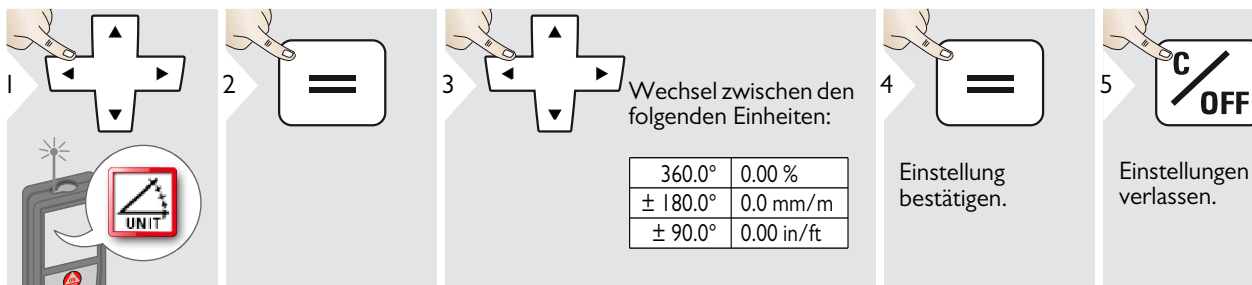 1
UNIT
2
=
3
Wechsel zwischen den
folgenden Einheiten:
360.0° 0.00 %
± 180.0° 0.0 mm/m
± 90.0° 0.00 in/ft
4
=
Einstellung
bestätigen.
5
C/OFF
Einstellungen
verlassen.